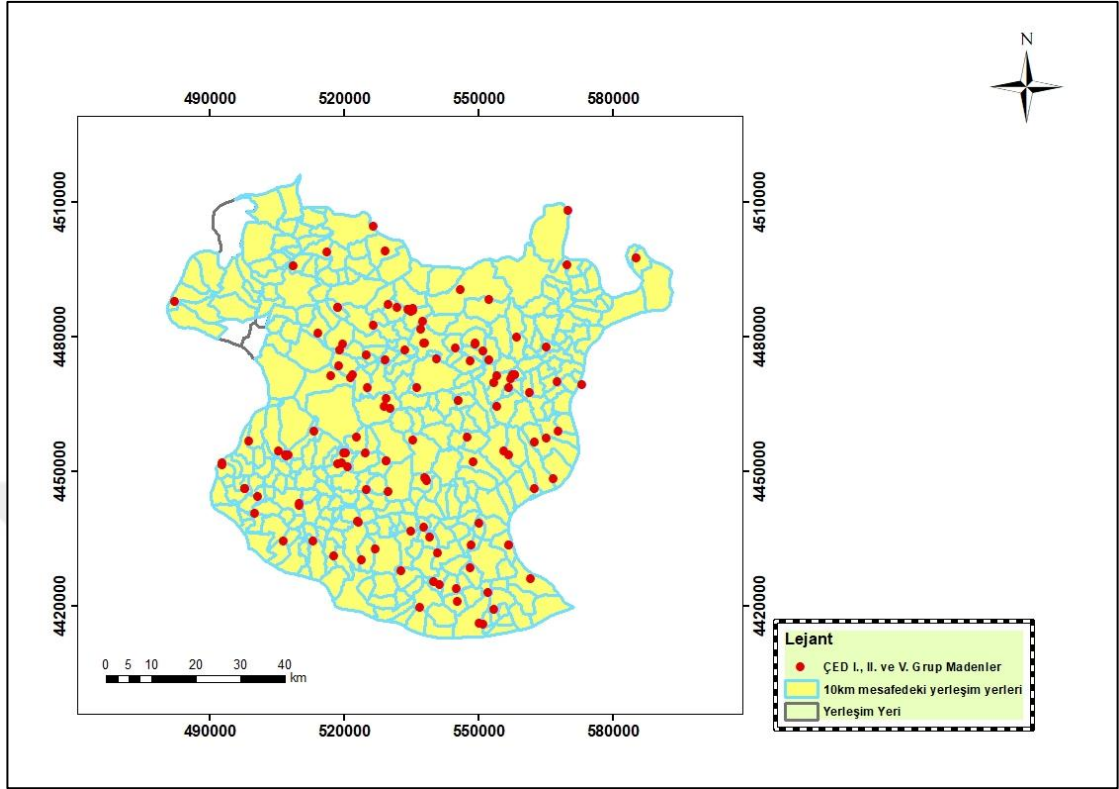 N
490000 520000 550000 580000
4510000 4510000
4480000 4480000
4450000 4450000
4420000 4420000
0 5 10 20 30 40
km
490000 520000 550000 580000
Lejant
ÇED I., II. ve V. Grup Madenler
10km mesafedeki yerleşim yerleri
Yerleşim Yeri